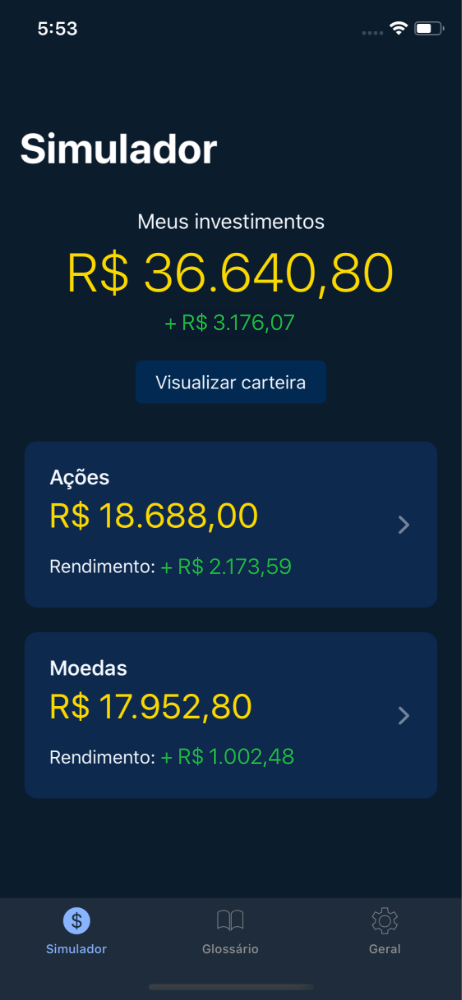 5:53
Simulador
Meus investimentos
R$ 36.640,80
+ R$ 3.176,07
Visualizar carteira
Ações
R$ 18.688,00
Rendimento: + R$ 2.173,59
Moedas
R$ 17.952,80
Rendimento: + R$ 1.002,48
$
Simulador
Glossário
Geral